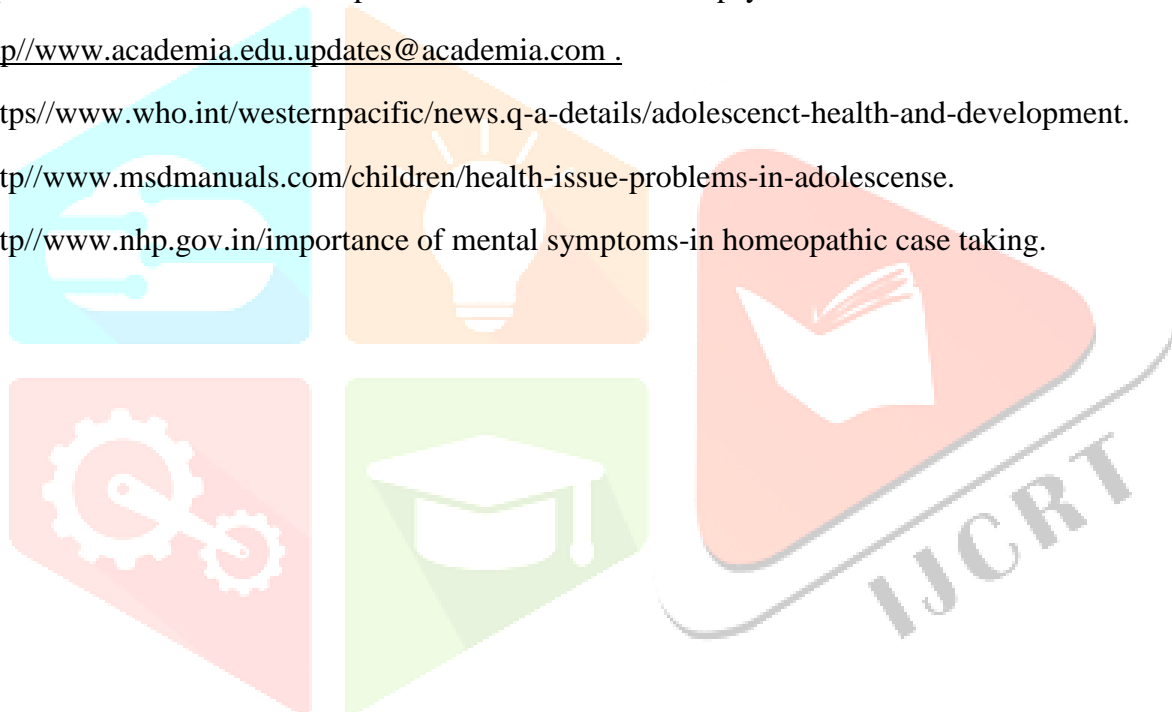 p//www.academia.edu.updates@academia.com .
tps//www.who.int/westernpacific/news.q-a-details/adolescenct-health-and-development.
tp//www.msdmanuals.com/children/health-issue-problems-in-adolescense.
tp//www.nhp.gov.in/importance of mental symptoms-in homeopathic case taking.
IJCRT